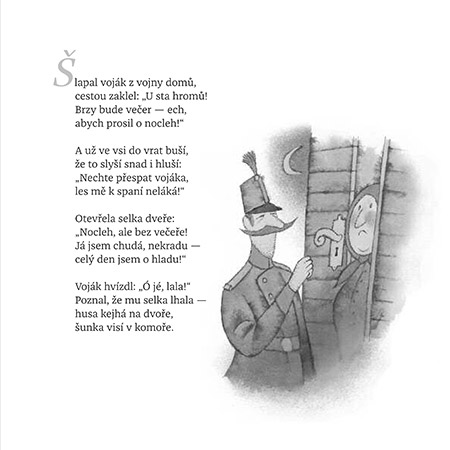 Šlapal voják z vojny domů,
cestou zaklel: „U sta hromů!
Brzy bude večer — ech,
abych prosil o nocleh!“
A už ve vsi do vrat buší,
že to slyší snad i hluší:
„Nechte přespat vojáka,
les mě k spaní neláká!“
Otevřela selka dveře:
„Nocleh, ale bez večeře!
Já jsem chudá, nekradu —
celý den jsem o hladu!“
Voják hvízdl: „Ó jé, lala!“
Poznal, že mu selka lhala —
husa kejhá na dvoře,
šunka visí v komoře.